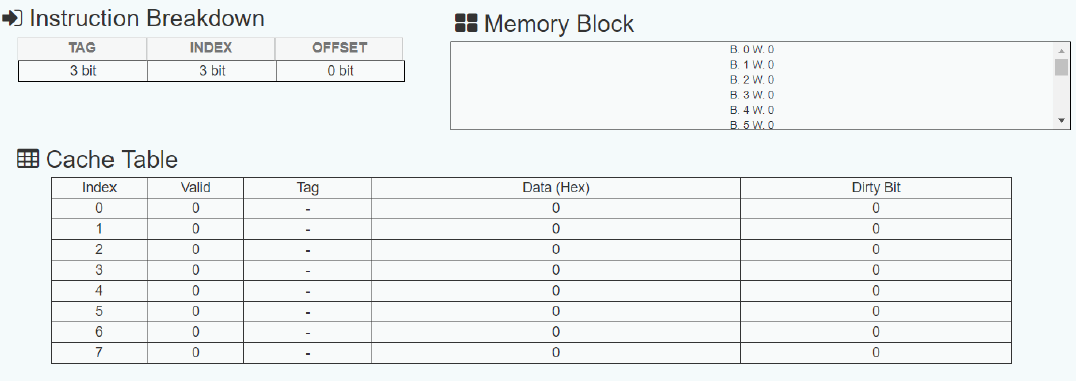 Instruction Breakdown
TAG INDEX OFFSET
3 bit 3 bit 0 bit
Memory Block
B. 0 W. 0
B. 1 W. 0
B. 2 W. 0
B. 3 W. 0
B. 4 W. 0
B. 5 W. 0
Cache Table
Index Valid Tag Data (Hex) Dirty Bit
0 0 - 0 0
1 0 - 0 0
2 0 - 0 0
3 0 - 0 0
4 0 - 0 0
5 0 - 0 0
6 0 - 0 0
7 0 - 0 0